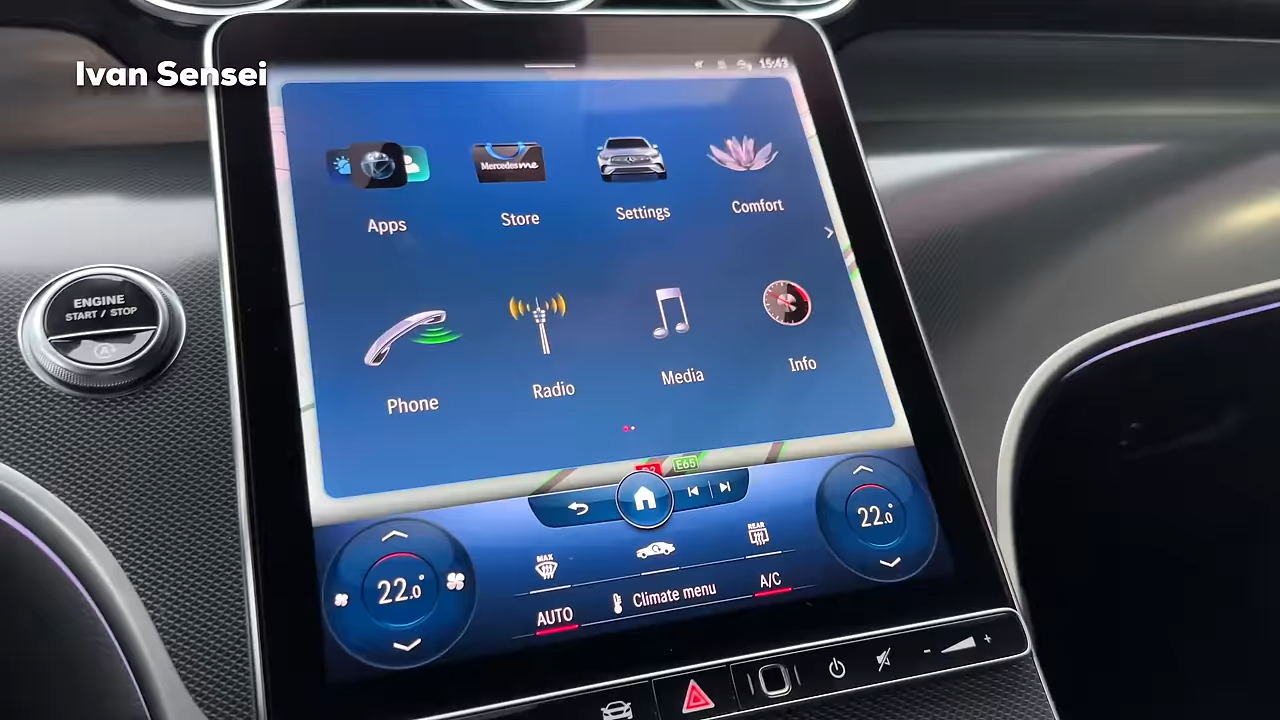 Ivan Sensei
15:43
Mercedes me
Apps
Store
Settings
Comfort
ENGINE
START / STOP
Phone
Radio
Media
Info
E65
22.0°
MAX
REAR
22.0°
AUTO
Climate menu
A/C